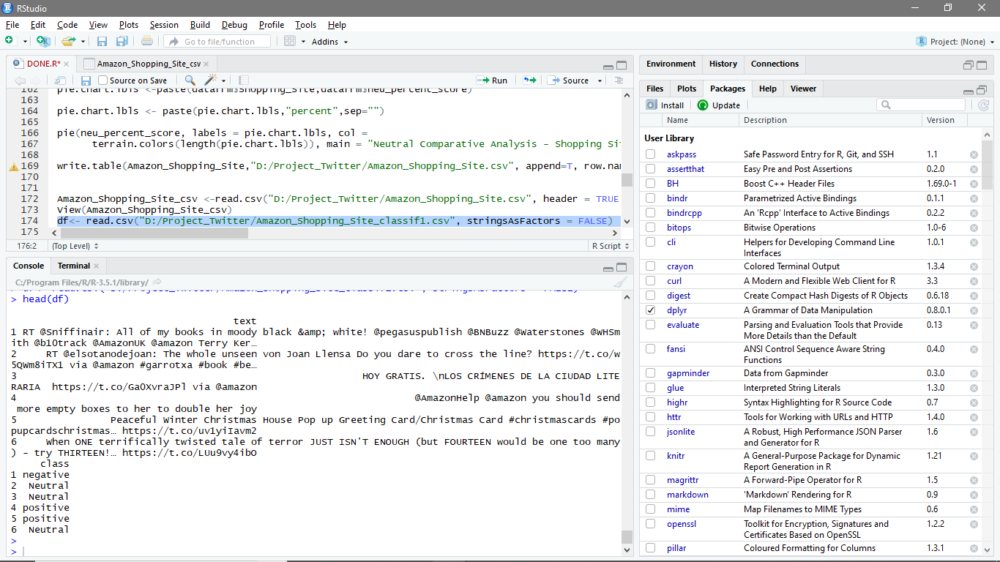 RStudio
File Edit Code View Plots Session Build Debug Profile Tools Help
Go to file/function Addins Project: (None)
DONE.R* Amazon_Shopping_Site_csv
Source on Save Run Source
162 pie.chart.lbls <-paste(datafrm$Shopping_Site,datafrm$neu_percent_score)
163
164 pie.chart.lbls <- paste(pie.chart.lbls,"percent",sep="")
165
166 pie(neu_percent_score, labels = pie.chart.lbls, col =
167 terrain.colors(length(pie.chart.lbls)), main = "Neutral Comparative Analysis - Shopping Si
168
169 write.table(Amazon_Shopping_Site,"D:/Project_Twitter/Amazon_Shopping_Site.csv", append=T, row.nam
170
171
172 Amazon_Shopping_Site_csv <-read.csv("D:/Project_Twitter/Amazon_Shopping_Site.csv", header = TRUE
173 View(Amazon_Shopping_Site_csv)
174 df<- read.csv("D:/Project_Twitter/Amazon_Shopping_Site_classif1.csv", stringsAsFactors = FALSE)
175
176:2 (Top Level) R Script
Console Terminal
C:/Program Files/R/R-3.5.1/library/
> head(df)
text
1 RT @Sniffinair: All of my books in moody black &amp; white! @pegasuspublish @BNBuzz @Waterstones @WHSm
ith @b10track @AmazonUK @amazon Terry Ker…
2 RT @elsotanodejoan: The whole unseen von Joan Llensa Do you dare to cross the line? https://t.co/w
5QWm8iTX1 vía @amazon #garrotxa #book #be…
3 HOY GRATIS. \nLOS CRÍMENES DE LA CIUDAD LITE
RARIA https://t.co/GaOXvraJPl vía @amazon
4 @AmazonHelp @amazon you should send
more empty boxes to her to double her joy
5 Peaceful Winter Christmas House Pop up Greeting Card/Christmas Card #christmascards #po
pupcardschristmas… https://t.co/uv1yiIavm2
6 When ONE terrifically twisted tale of terror JUST ISN'T ENOUGH (but FOURTEEN would be one too many
) - try THIRTEEN!… https://t.co/LUu9vy4ibO
class
1 negative
2 Neutral
3 Neutral
4 positive
5 positive
6 Neutral
>
>
Environment History Connections
Files Plots Packages Help Viewer
Install Update
Name Description Version
User Library
askpass Safe Password Entry for R, Git, and SSH 1.1
assertthat Easy Pre and Post Assertions 0.2.0
BH Boost C++ Header Files 1.69.0-1
bindr Parametrized Active Bindings 0.1.1
bindrcpp An 'Rcpp' Interface to Active Bindings 0.2.2
bitops Bitwise Operations 1.0-6
cli Helpers for Developing Command Line 1.0.1
Interfaces
crayon Colored Terminal Output 1.3.4
curl A Modern and Flexible Web Client for R 3.3
digest Create Compact Hash Digests of R Objects 0.6.18
dplyr A Grammar of Data Manipulation 0.8.0.1
evaluate Parsing and Evaluation Tools that Provide 0.13
More Details than the Default
fansi ANSI Control Sequence Aware String 0.4.0
Functions
gapminder Data from Gapminder 0.3.0
glue Interpreted String Literals 1.3.0
highr Syntax Highlighting for R Source Code 0.7
httr Tools for Working with URLs and HTTP 1.4.0
jsonlite A Robust, High Performance JSON Parser 1.6
and Generator for R
knitr A General-Purpose Package for Dynamic 1.21
Report Generation in R
magrittr A Forward-Pipe Operator for R 1.5
markdown 'Markdown' Rendering for R 0.9
mime Map Filenames to MIME Types 0.6
openssl Toolkit for Encryption, Signatures and 1.2.2
Certificates Based on OpenSSL
pillar Coloured Formatting for Columns 1.3.1